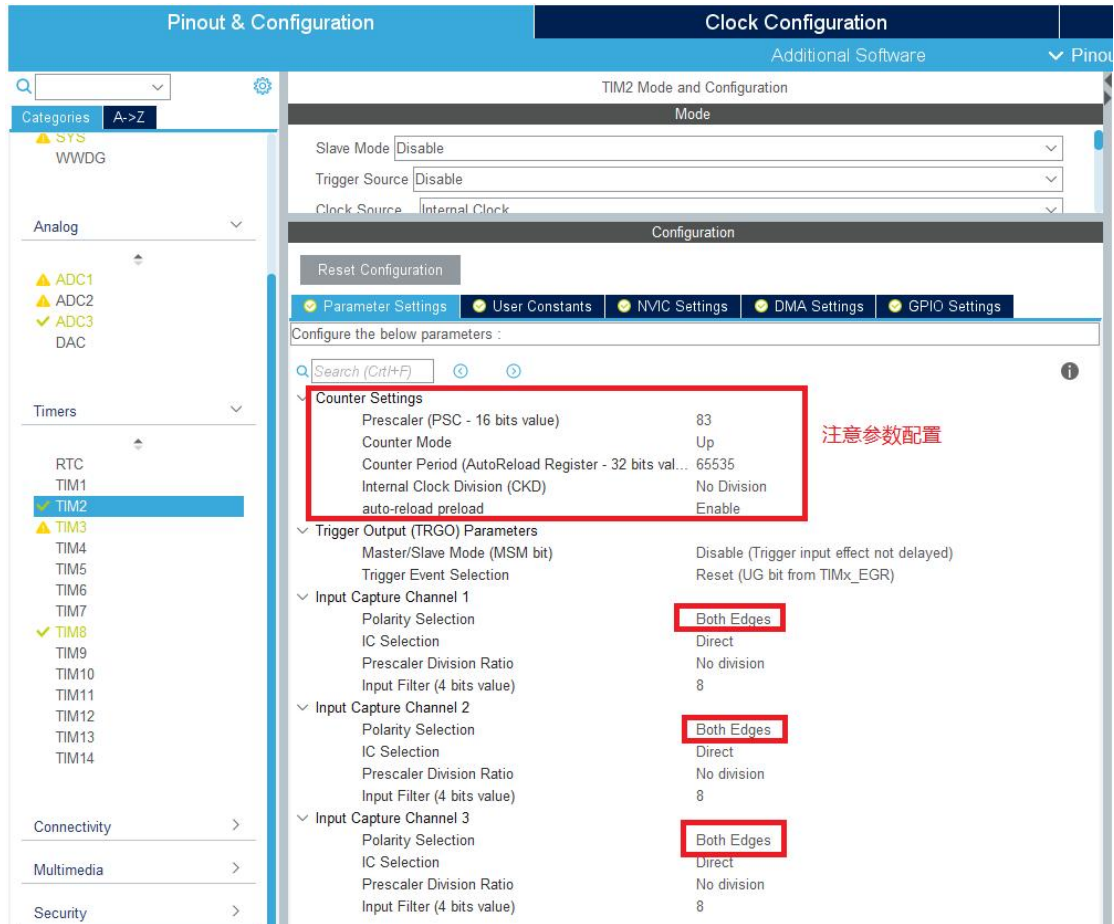 Pinout & Configuration
Clock Configuration
Additional Software
Pinou
TIM2 Mode and Configuration
Categories
A->Z
Mode
SYS
WWDG
Slave Mode Disable
Trigger Source Disable
Clock Source Internal Clock
Analog
Configuration
Reset Configuration
ADC1
ADC2
ADC3
DAC
Parameter Settings
User Constants
NVIC Settings
DMA Settings
GPIO Settings
Configure the below parameters :
Search (Crtl+F)
Timers
RTC
TIM1
TIM2
TIM3
TIM4
TIM5
TIM6
TIM7
TIM8
TIM9
TIM10
TIM11
TIM12
TIM13
TIM14
Connectivity
Multimedia
Security
Counter Settings
Prescaler (PSC - 16 bits value) 83
Counter Mode Up
注意参数配置
Counter Period (AutoReload Register - 32 bits val... 65535
Internal Clock Division (CKD) No Division
auto-reload preload Enable
Trigger Output (TRGO) Parameters
Master/Slave Mode (MSM bit) Disable (Trigger input effect not delayed)
Trigger Event Selection Reset (UG bit from TIMx_EGR)
Input Capture Channel 1
Polarity Selection Both Edges
IC Selection Direct
Prescaler Division Ratio No division
Input Filter (4 bits value) 8
Input Capture Channel 2
Polarity Selection Both Edges
IC Selection Direct
Prescaler Division Ratio No division
Input Filter (4 bits value) 8
Input Capture Channel 3
Polarity Selection Both Edges
IC Selection Direct
Prescaler Division Ratio No division
Input Filter (4 bits value) 8